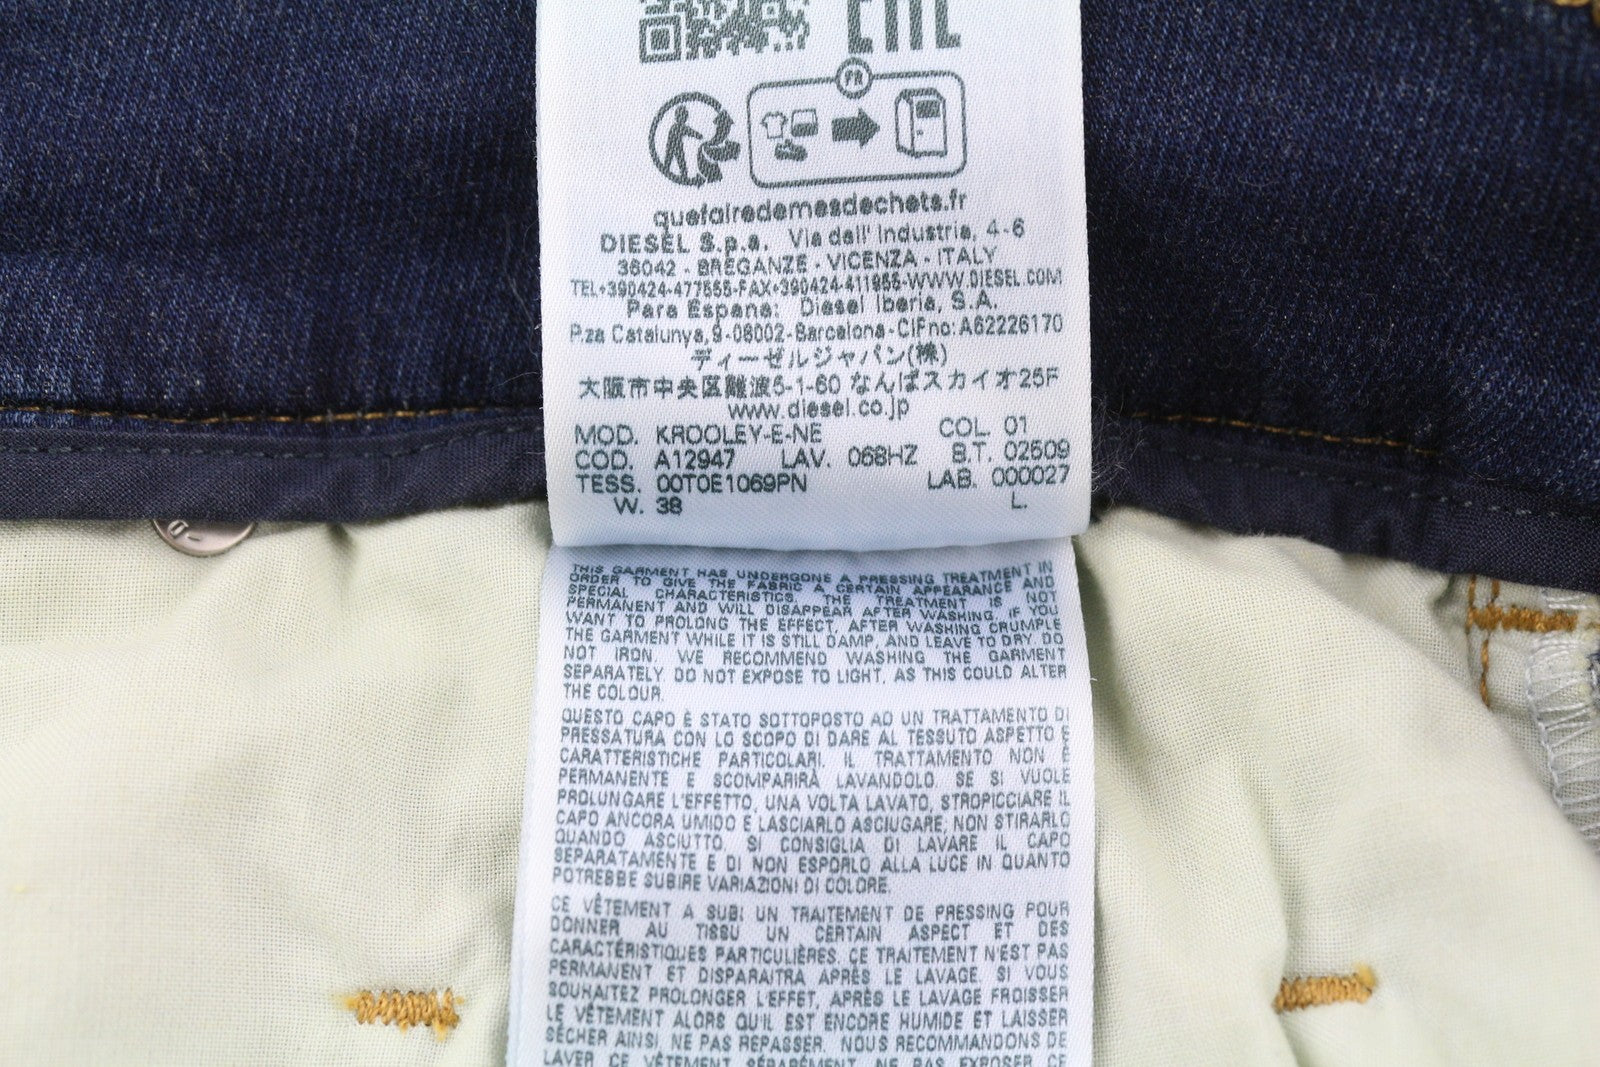 EAC
FR
quefairedemesdechets.fr
DIESEL S.p.a. Via dell' Industria, 4-6
36042 - BREGANZE - VICENZA - ITALY
TEL+390424-477555-FAX+390424-411955-WWW.DIESEL.COM
Para Espana: Diesel Iberia, S.A.
P.za Catalunya,9-08002-Barcelona-CIFno:A62226170
ディーゼルジャパン(株)
大阪市中央区難波5-1-60 なんばスカイオ25F
www.diesel.co.jp
MOD. KROOLEY-E-NE COL 01
COD. A12947 LAV. 068HZ B.T. 02509
TESS. 00T0E1069PN LAB. 000027
W. 38 L.
THIS GARMENT HAS UNDERGONE A PRESSING TREATMENT IN
ORDER TO GIVE THE FABRIC A CERTAIN APPEARANCE AND
SPECIAL CHARACTERISTICS. THE TREATMENT IS NOT
PERMANENT AND WILL DISAPPEAR AFTER WASHING. IF YOU
WANT TO PROLONG THE EFFECT, AFTER WASHING CRUMPLE
THE GARMENT WHILE IT IS STILL DAMP, AND LEAVE TO DRY. DO
NOT IRON. WE RECOMMEND WASHING THE GARMENT
SEPARATELY. DO NOT EXPOSE TO LIGHT, AS THIS COULD ALTER
THE COLOUR.
QUESTO CAPO È STATO SOTTOPOSTO AD UN TRATTAMENTO DI
PRESSATURA CON LO SCOPO DI DARE AL TESSUTO ASPETTO E
CARATTERISTICHE PARTICOLARI. IL TRATTAMENTO NON È
PERMANENTE E SCOMPARIRÀ LAVANDOLO. SE SI VUOLE
PROLUNGARE L'EFFETTO, UNA VOLTA LAVATO, STROPICCIARE IL
CAPO ANCORA UMIDO E LASCIARLO ASCIUGARE; NON STIRARLO
QUANDO ASCIUTTO. SI CONSIGLIA DI LAVARE IL CAPO
SEPARATAMENTE E DI NON ESPORLO ALLA LUCE IN QUANTO
POTREBBE SUBIRE VARIAZIONI DI COLORE.
CE VÊTEMENT A SUBI UN TRAITEMENT DE PRESSING POUR
DONNER AU TISSU UN CERTAIN ASPECT ET DES
CARACTÉRISTIQUES PARTICULIÈRES. CE TRAITEMENT N'EST PAS
PERMANENT ET DISPARAITRA APRÈS LE LAVAGE. SI VOUS
SOUHAITEZ PROLONGER L'EFFET, APRÈS LE LAVAGE FROISSER
LE VÊTEMENT ALORS QU'IL EST ENCORE HUMIDE ET LAISSER
SÉCHER AINSI, NE PAS REPASSER. NOUS RECOMMANDONS DE
LAVER CE VÊTEMENT SÉPARÉMENT, NE PAS EXPOSER CE